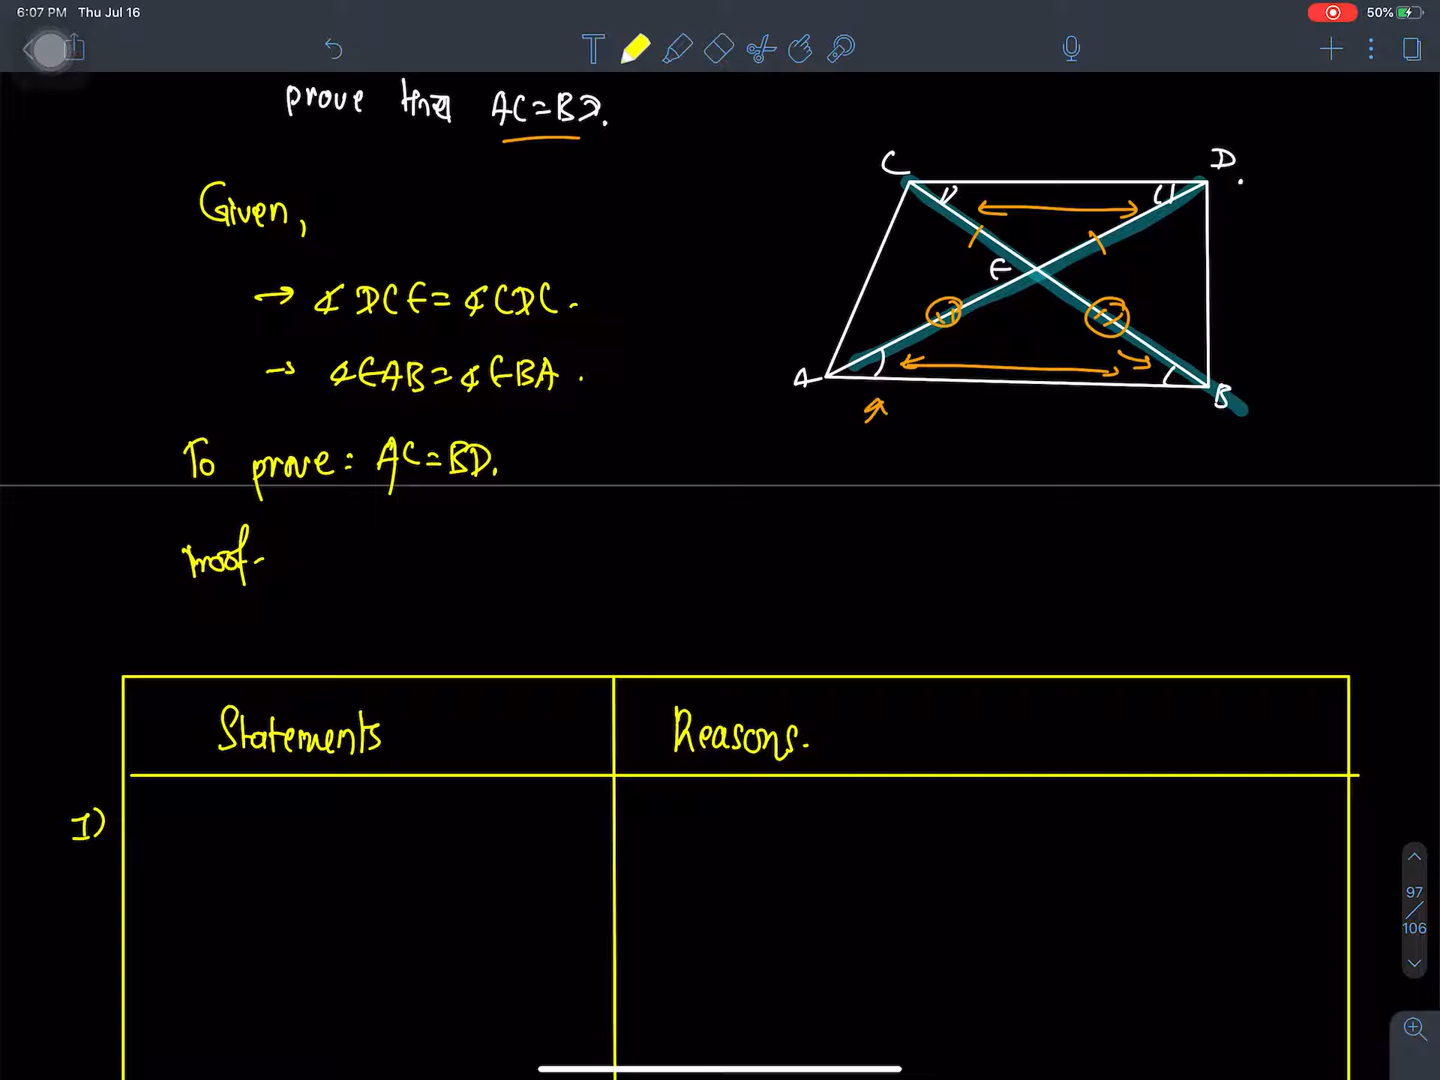 6:07 PM Thu Jul 16
50%
prove that AC=BD.
Given,
→ ∡DCE=∡CDC.
→ ∡EAB=∡EBA.
To prove: AC=BD.
Proof-
C
D.
E
A
B
Statements
Reasons.
1)
97
106